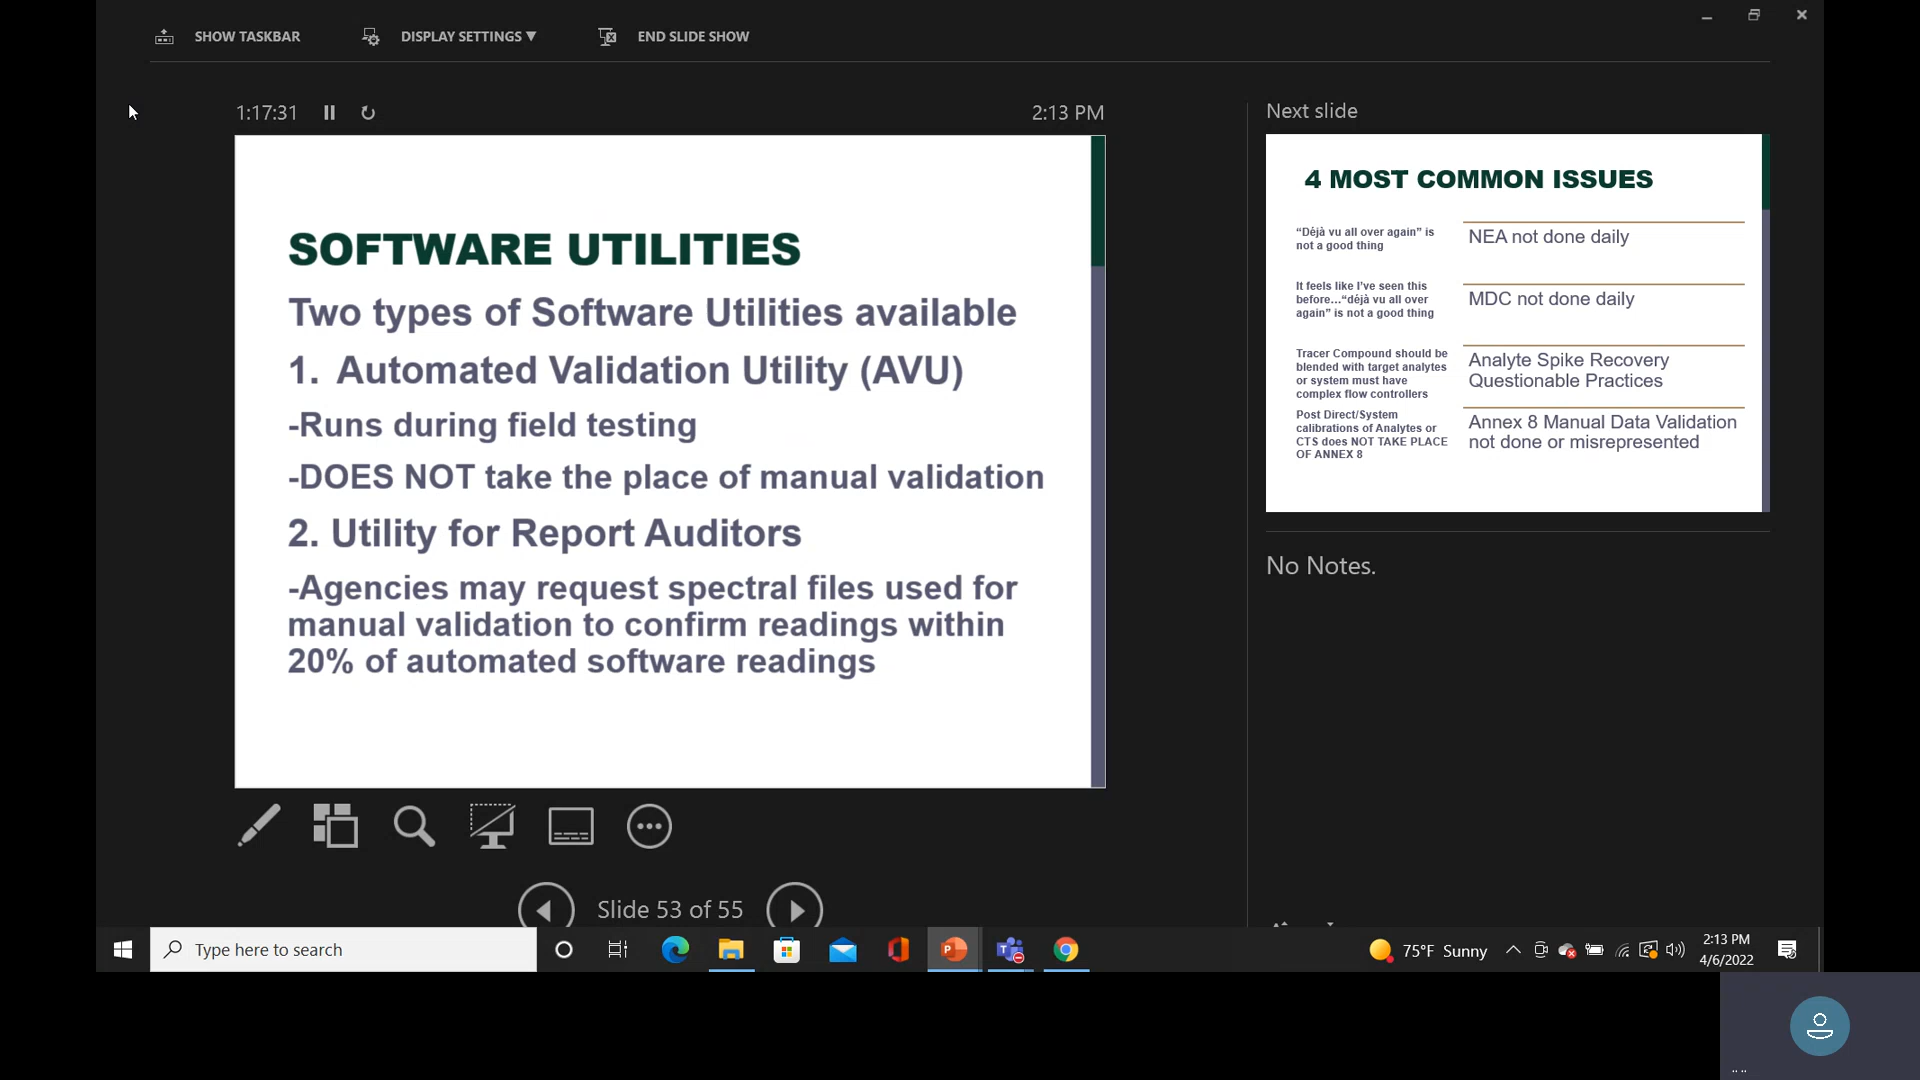 SHOW TASKBAR
DISPLAY SETTINGS ▼
END SLIDE SHOW
1:17:31
2:13 PM
SOFTWARE UTILITIES
Two types of Software Utilities available
1. Automated Validation Utility (AVU)
-Runs during field testing
-DOES NOT take the place of manual validation
2. Utility for Report Auditors
-Agencies may request spectral files used for
manual validation to confirm readings within
20% of automated software readings
Slide 53 of 55
Next slide
4 MOST COMMON ISSUES
“Déjà vu all over again” is
not a good thing
NEA not done daily
It feels like I’ve seen this
before…“déjà vu all over
again” is not a good thing
MDC not done daily
Tracer Compound should be
blended with target analytes
or system must have
complex flow controllers
Analyte Spike Recovery
Questionable Practices
Post Direct/System
calibrations of Analytes or
CTS does NOT TAKE PLACE
OF ANNEX 8
Annex 8 Manual Data Validation
not done or misrepresented
No Notes.
Type here to search
75°F Sunny
2:13 PM
4/6/2022